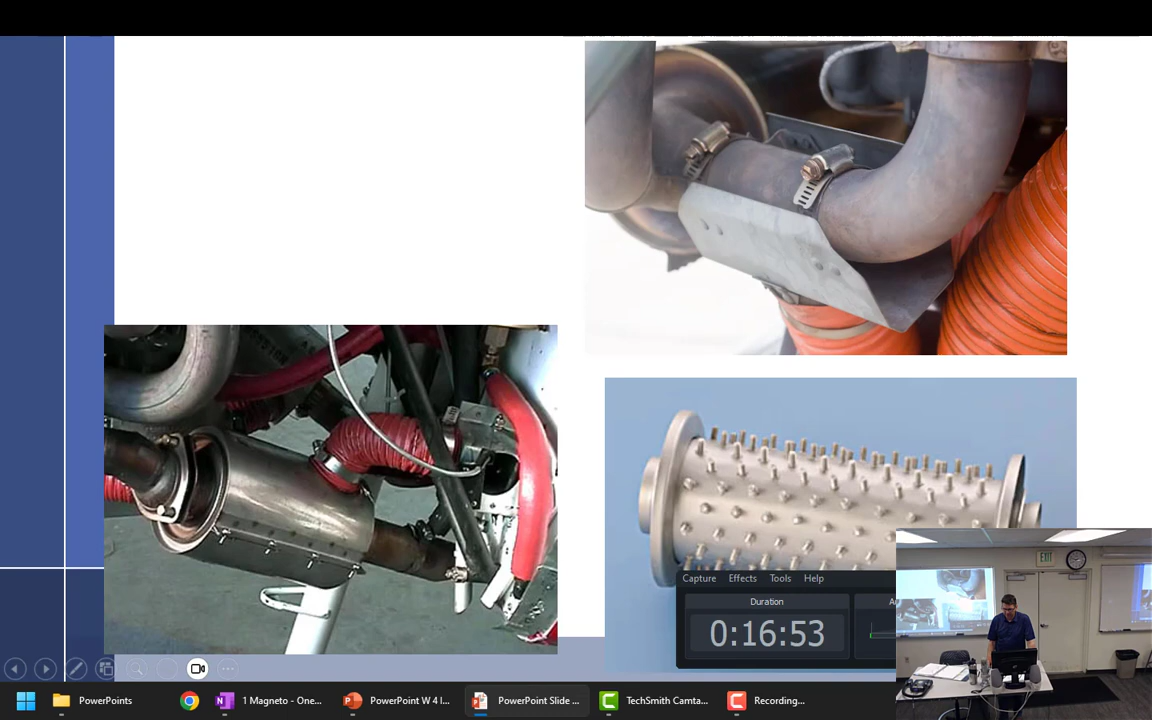 Capture Effects Tools Help
Duration
0:16:53
EXIT
PowerPoints
1 Magneto - One...
PowerPoint W 4 I...
PowerPoint Slide ...
TechSmith Camta...
Recording...